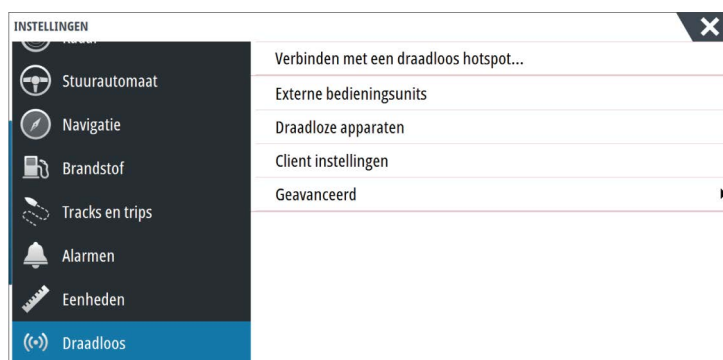 INSTELLINGEN
Stuurautomaat
Navigatie
Brandstof
Tracks en trips
Alarmen
Eenheden
Draadloos
Verbinden met een draadloos hotspot...
Externe bedieningsunits
Draadloze apparaten
Client instellingen
Geavanceerd